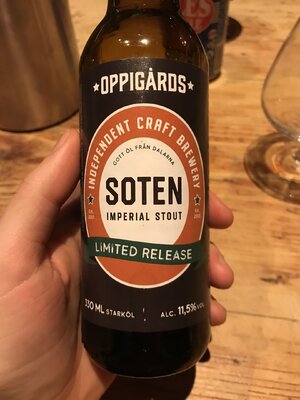 ★OPPIGÅRDS★
INDEPENDENT CRAFT BREWERY
GOTT ÖL FRÅN DALARNA
SOTEN
IMPERIAL STOUT
LIMITED RELEASE
330 ML STARKÖL
ALC. 11,5% VOL